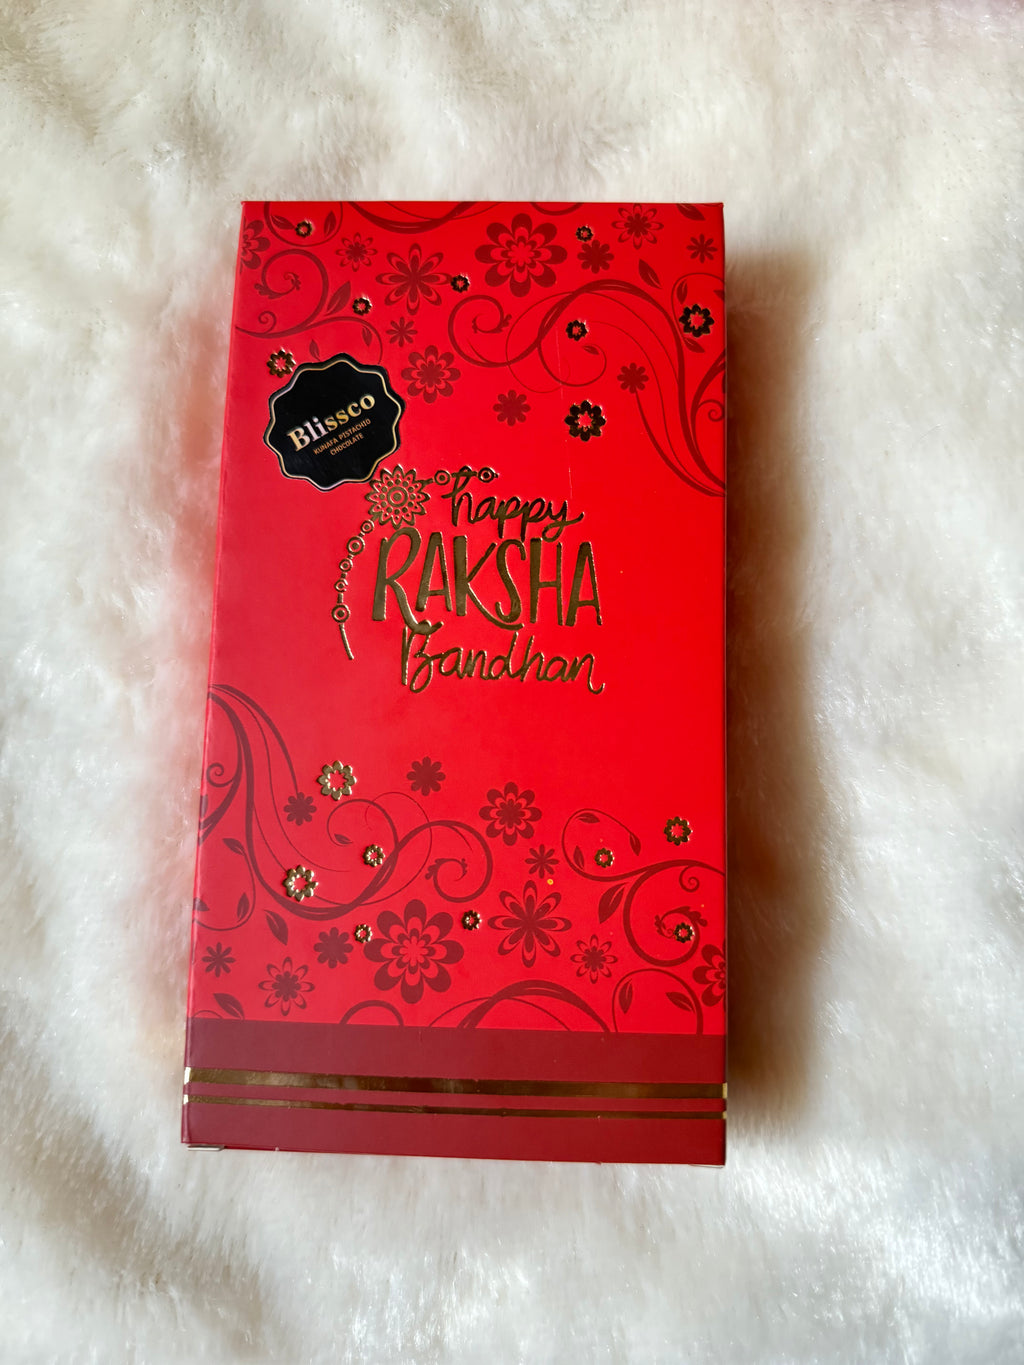 Blissco
KUNAFA PISTACHIO
CHOCOLATE
happy
RAKSHA
Bandhan